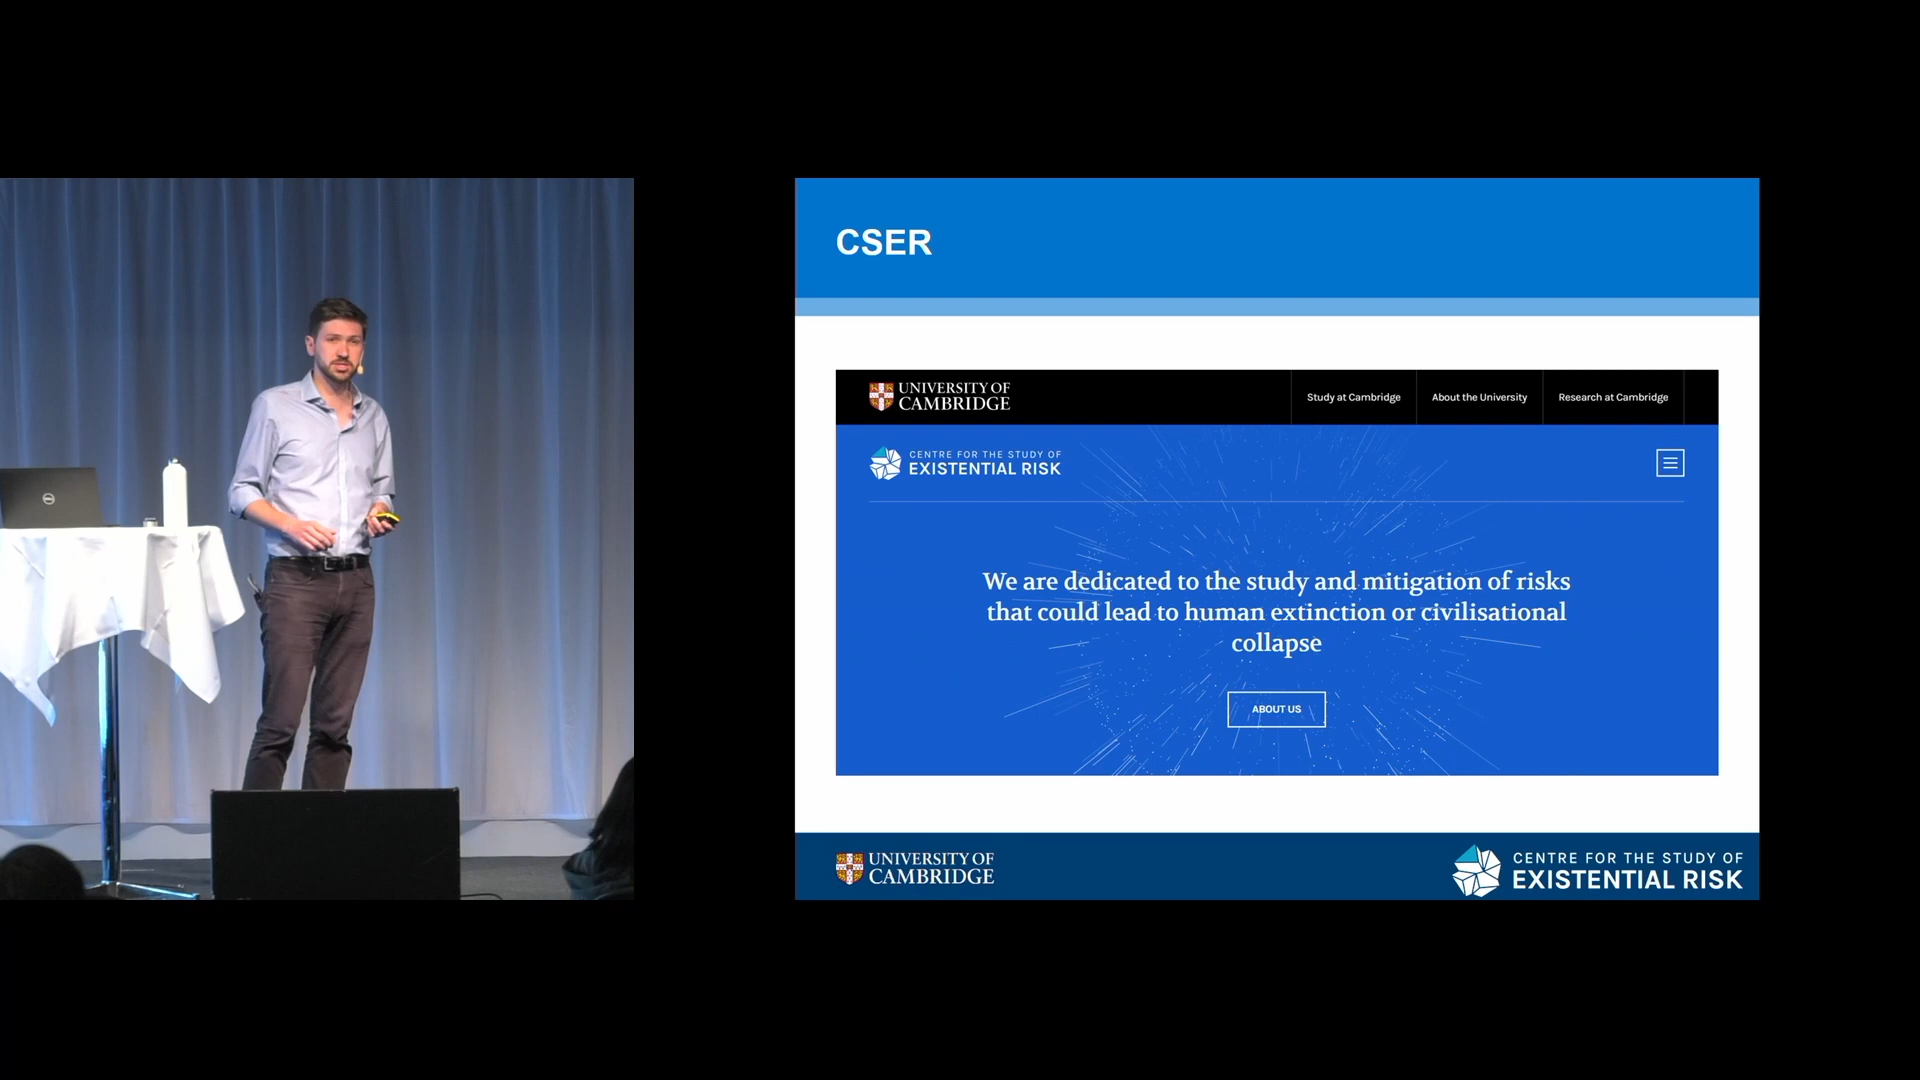 CSER
UNIVERSITY OF
CAMBRIDGE
Study at Cambridge
About the University
Research at Cambridge
CENTRE FOR THE STUDY OF
EXISTENTIAL RISK
We are dedicated to the study and mitigation of risks
that could lead to human extinction or civilisational
collapse
ABOUT US
UNIVERSITY OF
CAMBRIDGE
CENTRE FOR THE STUDY OF
EXISTENTIAL RISK
DELL